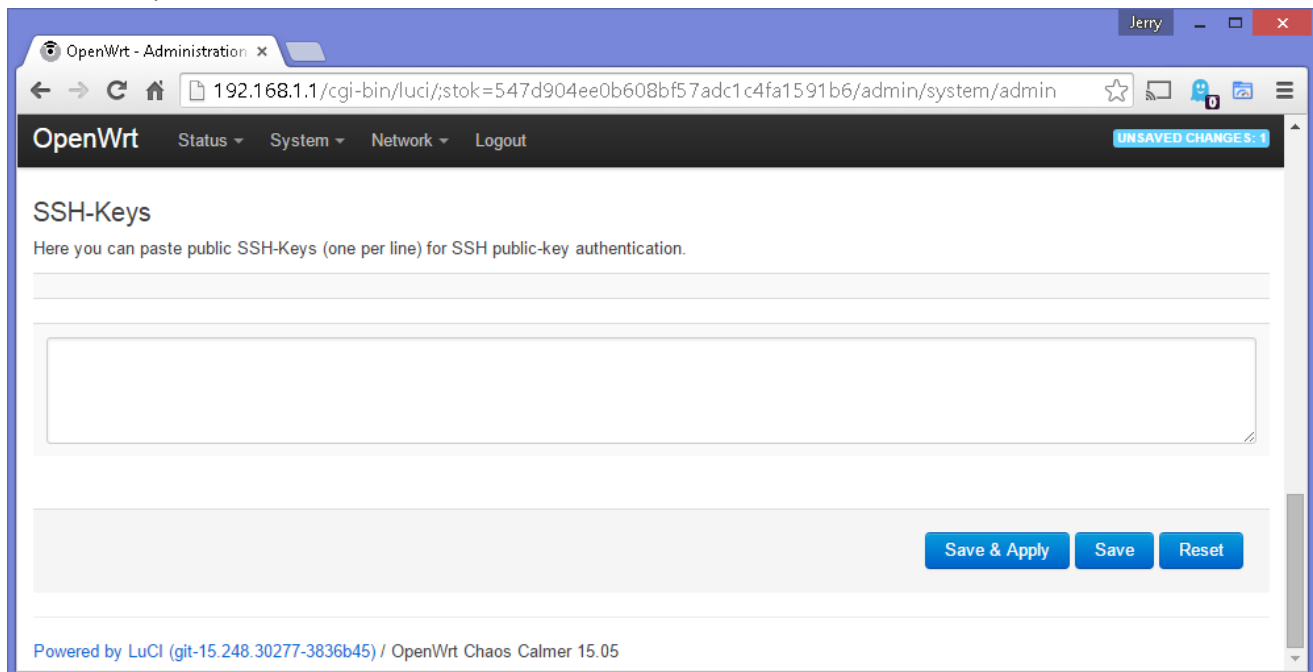 Jerry
OpenWrt - Administration
192.168.1.1/cgi-bin/luci/;stok=547d904ee0b608bf57adc1c4fa1591b6/admin/system/admin
0
OpenWrt Status System Network Logout UNSAVED CHANGES: 1
SSH-Keys
Here you can paste public SSH-Keys (one per line) for SSH public-key authentication.
Save & Apply Save Reset
Powered by LuCI (git-15.248.30277-3836b45) / OpenWrt Chaos Calmer 15.05